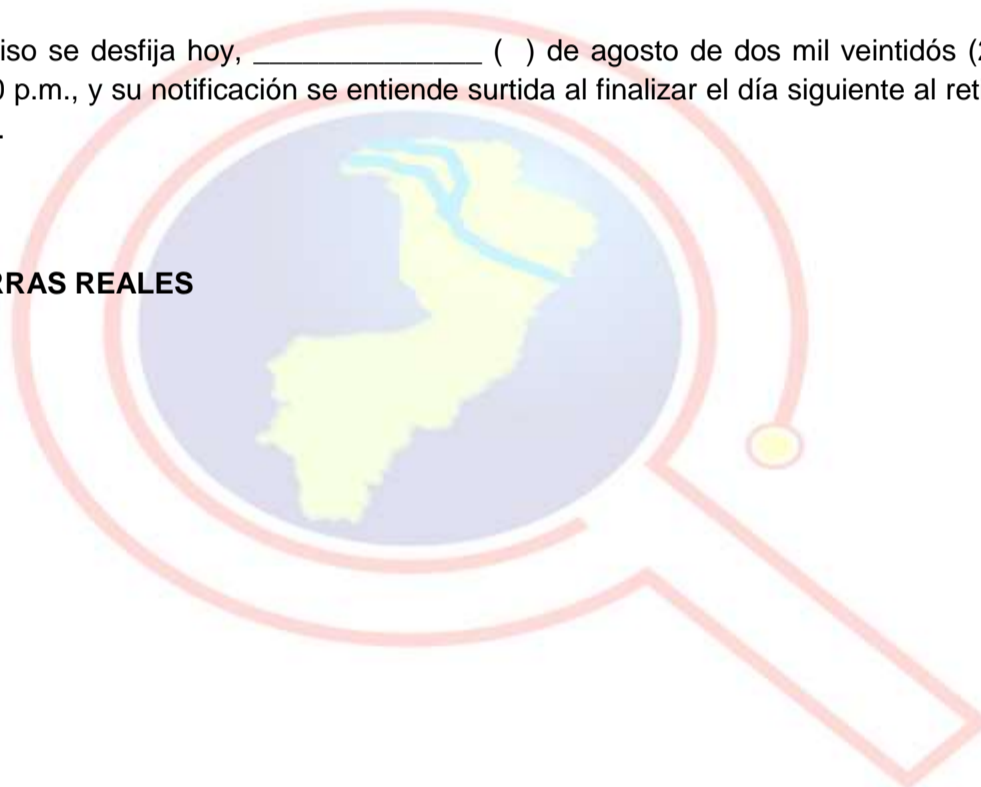 iso se desfija hoy, _______________ ( ) de agosto de dos mil veintidós (
p.m., y su notificación se entiende surtida al finalizar el día siguiente al ret
.
RRAS REALES